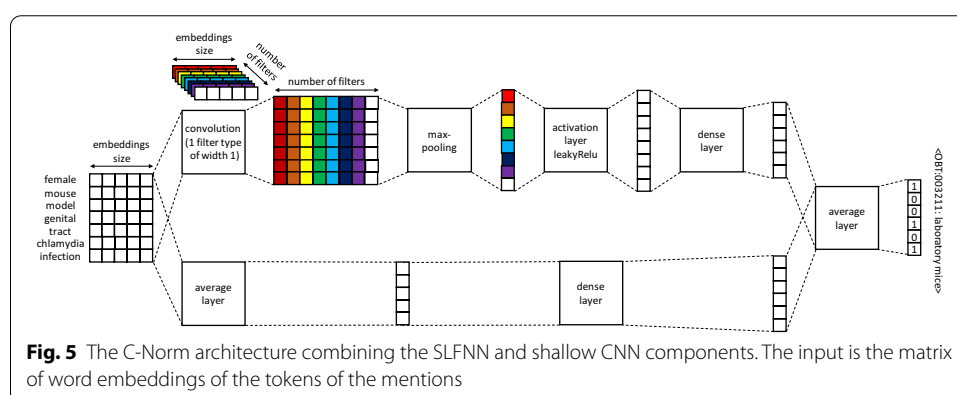 embeddings
size
number
of filters
number of filters
convolution
(1 filter type
of width 1)
max-
pooling
activation
layer
leakyRelu
dense
layer
embeddings
size
female
mouse
model
genital
tract
chlamydia
infection
average
layer
dense
layer
average
layer
1
0
0
1
0
1
<OBT:003211: laboratory mice>
Fig. 5 The C-Norm architecture combining the SLFNN and shallow CNN components. The input is the matrix
of word embeddings of the tokens of the mentions